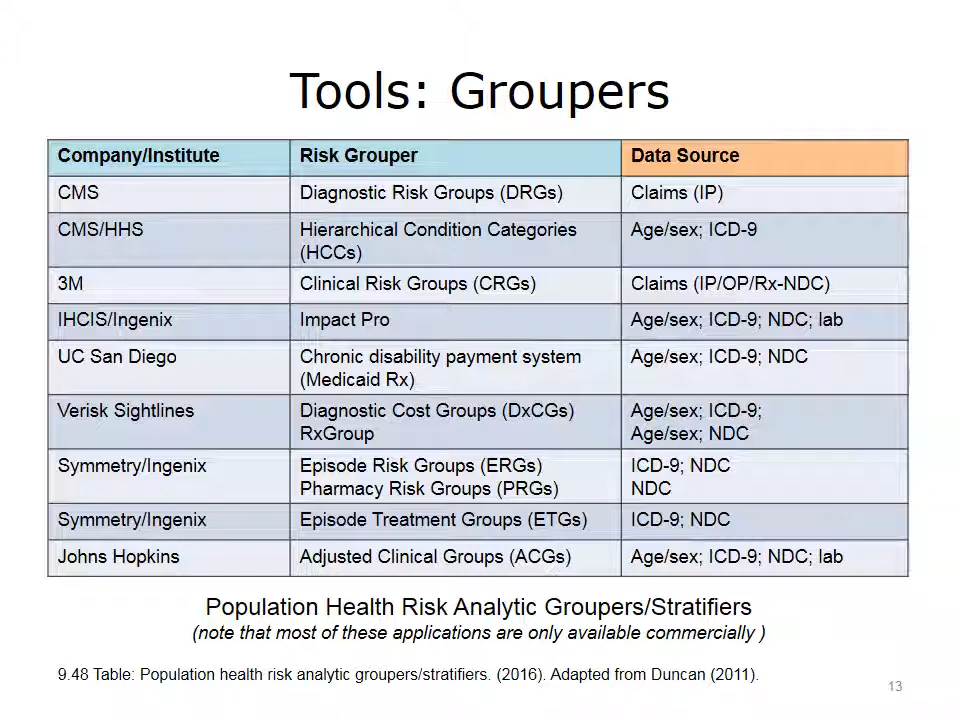 Tools: Groupers
Company/Institute Risk Grouper Data Source
CMS Diagnostic Risk Groups (DRGs) Claims (IP)
CMS/HHS Hierarchical Condition Categories Age/sex; ICD-9
(HCCs)
3M Clinical Risk Groups (CRGs) Claims (IP/OP/Rx-NDC)
IHCIS/Ingenix Impact Pro Age/sex; ICD-9; NDC; lab
UC San Diego Chronic disability payment system Age/sex; ICD-9; NDC
(Medicaid Rx)
Verisk Sightlines Diagnostic Cost Groups (DxCGs) Age/sex; ICD-9;
RxGroup Age/sex; NDC
Symmetry/Ingenix Episode Risk Groups (ERGs) ICD-9; NDC
Pharmacy Risk Groups (PRGs) NDC
Symmetry/Ingenix Episode Treatment Groups (ETGs) ICD-9; NDC
Johns Hopkins Adjusted Clinical Groups (ACGs) Age/sex; ICD-9; NDC; lab
Population Health Risk Analytic Groupers/Stratifiers
(note that most of these applications are only available commercially )
9.48 Table: Population health risk analytic groupers/stratifiers. (2016). Adapted from Duncan (2011).
13